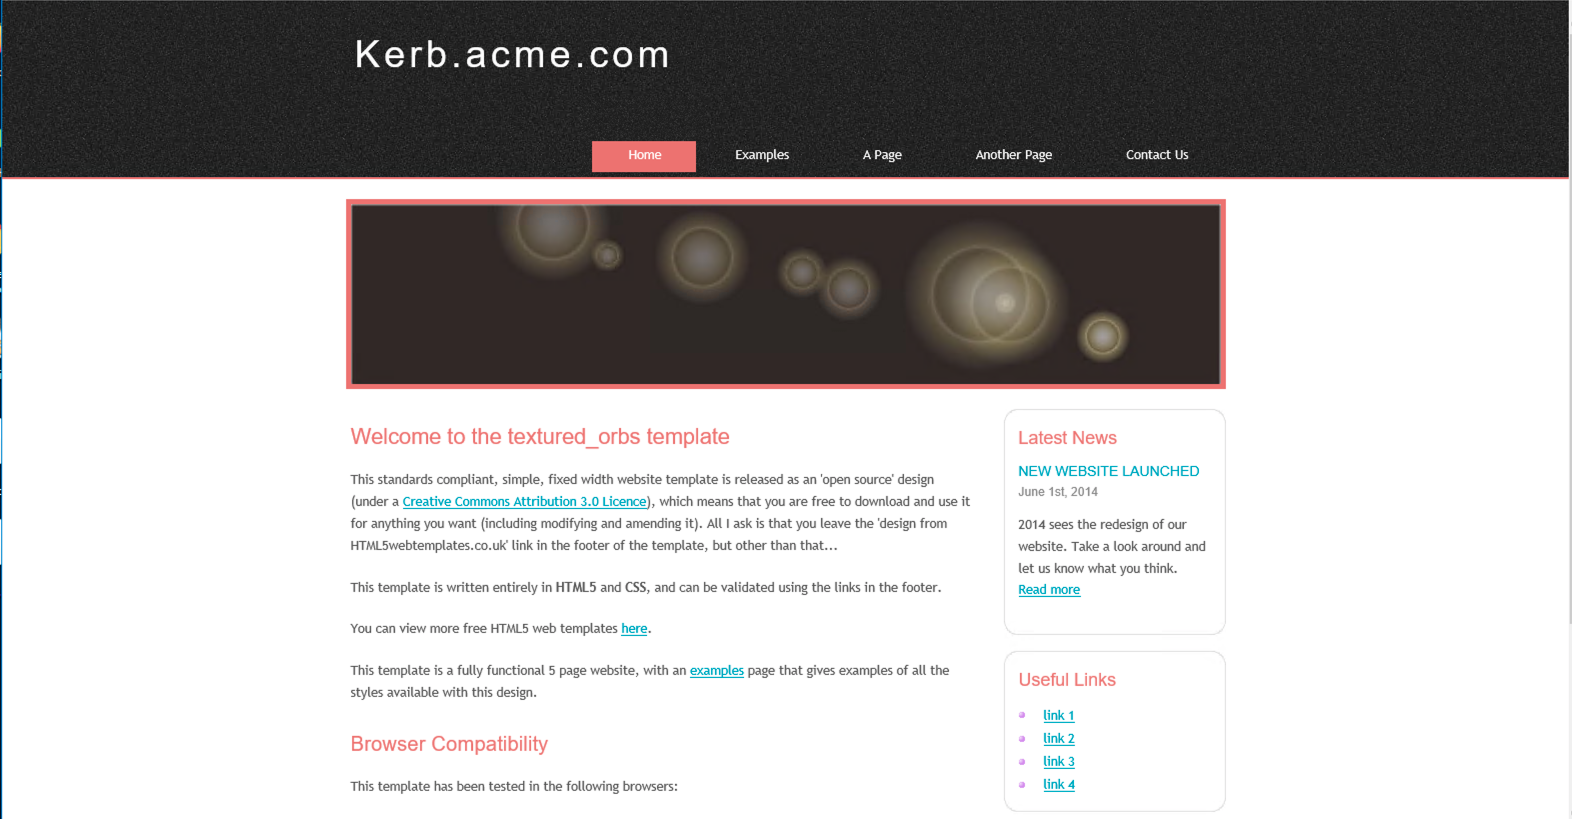 Kerb.acme.com
Home Examples A Page Another Page Contact Us
Welcome to the textured_orbs template
This standards compliant, simple, fixed width website template is released as an 'open source' design
(under a Creative Commons Attribution 3.0 Licence), which means that you are free to download and use it
for anything you want (including modifying and amending it). All I ask is that you leave the 'design from
HTML5webtemplates.co.uk' link in the footer of the template, but other than that...
This template is written entirely in HTML5 and CSS, and can be validated using the links in the footer.
You can view more free HTML5 web templates here.
This template is a fully functional 5 page website, with an examples page that gives examples of all the
styles available with this design.
Browser Compatibility
This template has been tested in the following browsers:
Latest News
NEW WEBSITE LAUNCHED
June 1st, 2014
2014 sees the redesign of our
website. Take a look around and
let us know what you think.
Read more
Useful Links
link 1
link 2
link 3
link 4